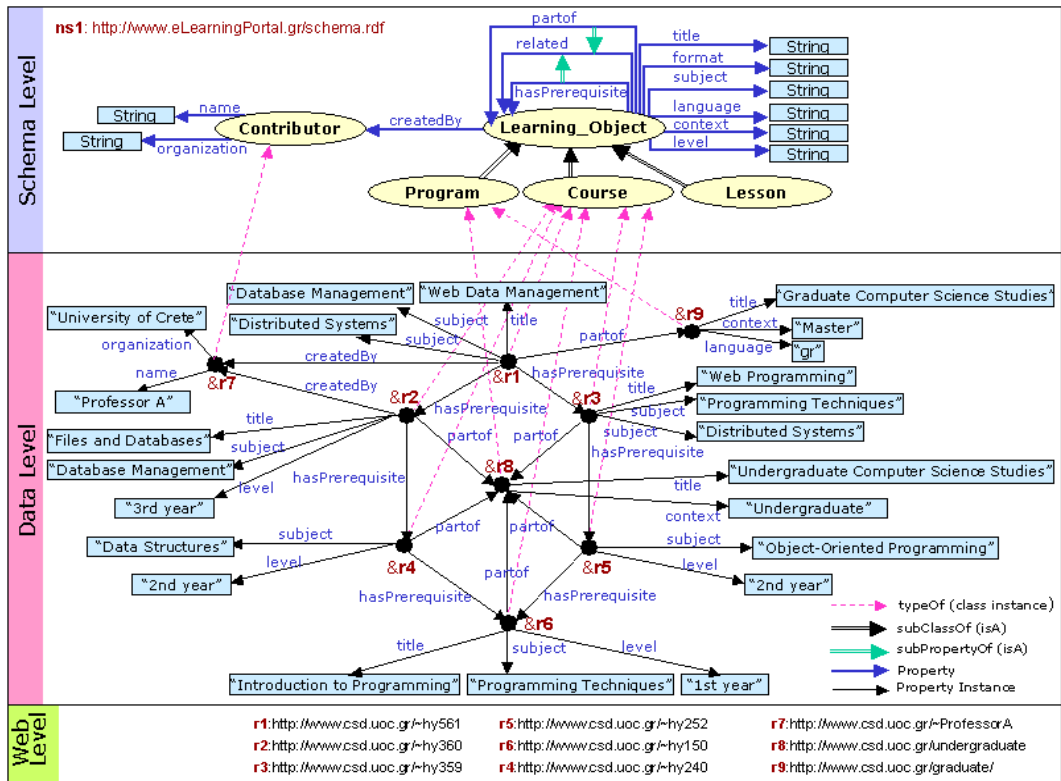 Schema Level
ns1: http://www.eLearningPortal.gr/schema.rdf
partof
related
hasPrerequisite
title
format
subject
language
context
level
String
String
String
String
String
String
String
String
name
organization
Contributor
createdBy
Learning_Object
Program
Course
Lesson
Data Level
"Database Management"
"Web Data Management"
"Graduate Computer Science Studies"
"University of Crete"
"Distributed Systems"
subject
title
subject
&r9
title
context
language
"Master"
"gr"
organization
createdBy
partof
name
&r7
&r1
hasPrerequisite
"Professor A"
createdBy
&r2
&r3
title
"Web Programming"
hasPrerequisite
"Programming Techniques"
title
subject
"Files and Databases"
subject
partof
partof
subject
"Distributed Systems"
"Database Management"
level
hasPrerequisite
&r8
hasPrerequisite
"Undergraduate Computer Science Studies"
title
"3rd year"
context
"Undergraduate"
"Data Structures"
subject
partof
subject
"Object-Oriented Programming"
"2nd year"
level
&r4
partof
&r5
level
"2nd year"
hasPrerequisite
hasPrerequisite
&r6
title
subject
level
"Introduction to Programming"
"Programming Techniques"
"1st year"
typeOf (class instance)
subClassOf (isA)
subPropertyOf (isA)
Property
Property Instance
Web Level
r1:http://www.csd.uoc.gr/~hy561
r5:http://www.csd.uoc.gr/~hy252
r7:http://www.csd.uoc.gr/~ProfessorA
r2:http://www.csd.uoc.gr/~hy360
r6:http://www.csd.uoc.gr/~hy150
r8:http://www.csd.uoc.gr/undergraduate
r3:http://www.csd.uoc.gr/~hy359
r4:http://www.csd.uoc.gr/~hy240
r9:http://www.csd.uoc.gr/graduate/